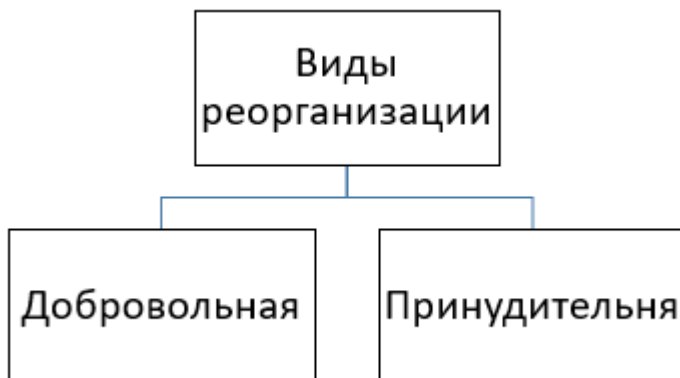 Виды
реорганизации
Добровольная
Принудительня